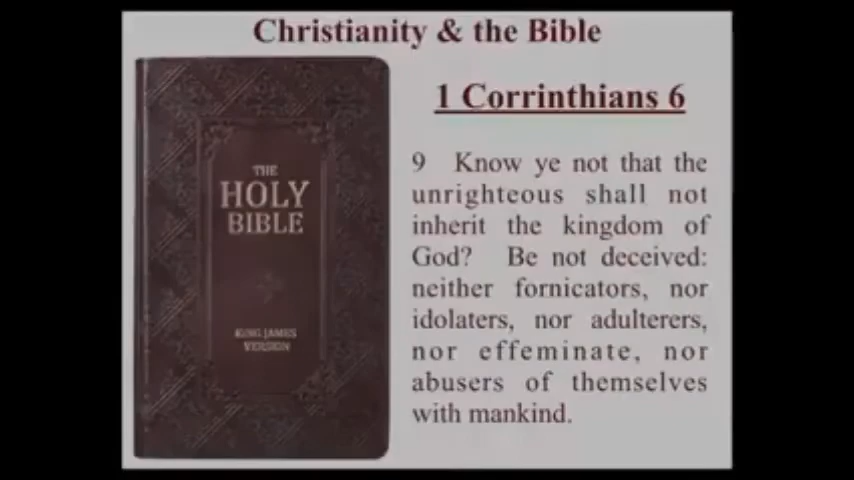 Christianity & the Bible
THE
HOLY
BIBLE
KING JAMES
VERSION
1 Corrinthians 6
9 Know ye not that the
unrighteous shall not
inherit the kingdom of
God? Be not deceived:
neither fornicators, nor
idolaters, nor adulterers,
nor effeminate, nor
abusers of themselves
with mankind.